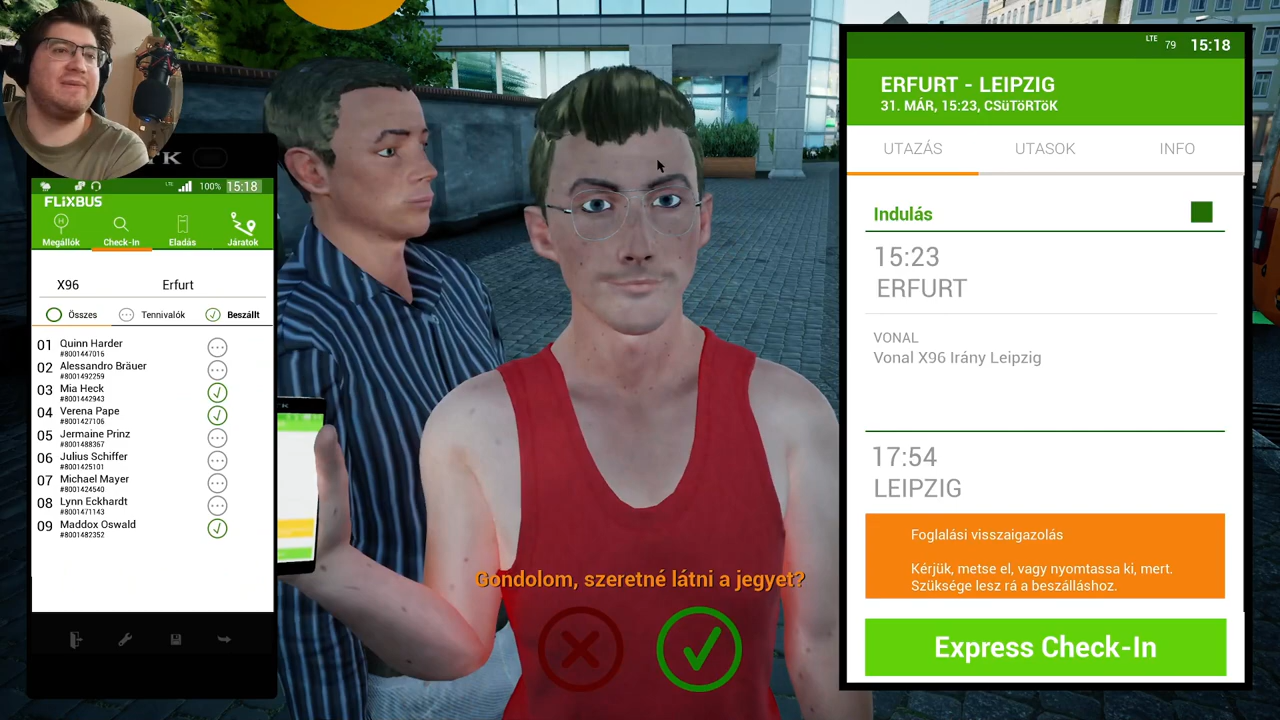 TK
100% 15:18
FLiXBUS
Megállók Check-In Eladás Járatok
X96 Erfurt
Összes Tennivalók Beszállt
01 Quinn Harder
#8001447016
02 Alessandro Bräuer
#8001492259
03 Mia Heck
#8001442943
04 Verena Pape
#8001427106
05 Jermaine Prinz
#8001488367
06 Julius Schiffer
#8001425101
07 Michael Mayer
#8001424540
08 Lynn Eckhardt
#8001471143
09 Maddox Oswald
#8001482352
Gondolom, szeretné látni a jegyet?
LTE 79 15:18
ERFURT - LEIPZIG
31. MÁR, 15:23, CSüTöRTöK
UTAZÁS UTASOK INFO
Indulás
15:23
ERFURT
VONAL
Vonal X96 Irány Leipzig
17:54
LEIPZIG
Foglalási visszaigazolás
Kérjük, metse el, vagy nyomtassa ki, mert.
Szüksége lesz rá a beszálláshoz.
Express Check-In